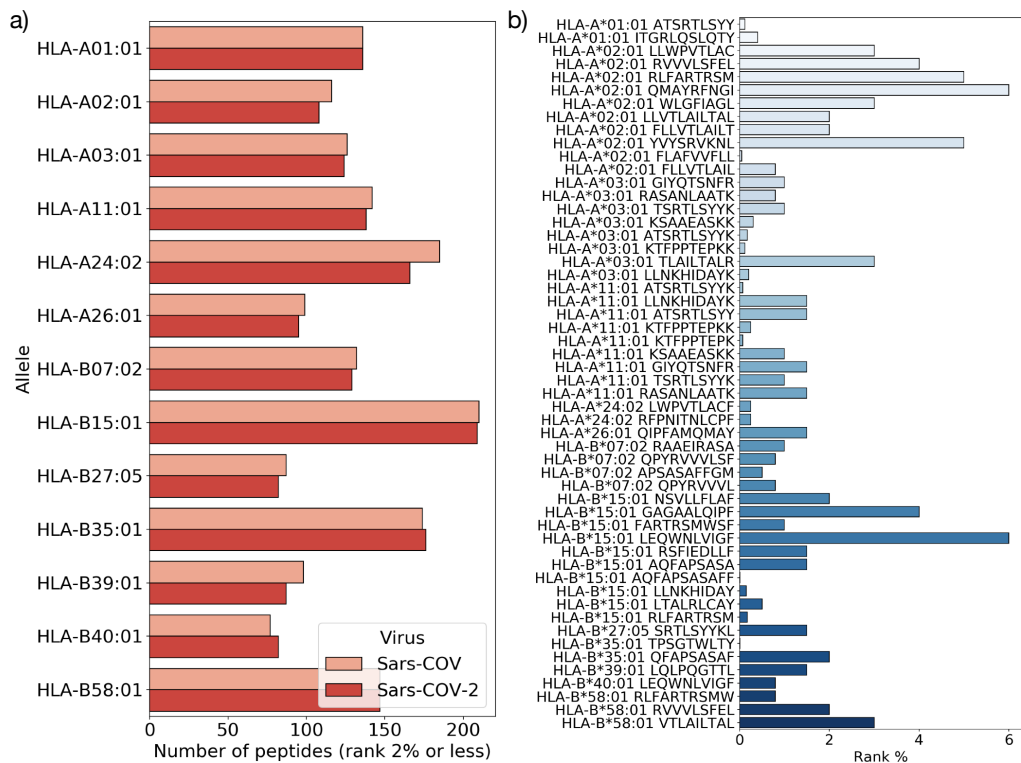 a)
HLA-A01:01
HLA-A02:01
HLA-A03:01
HLA-A11:01
HLA-A24:02
HLA-A26:01
HLA-B07:02
HLA-B15:01
HLA-B27:05
HLA-B35:01
HLA-B39:01
HLA-B40:01
HLA-B58:01
Allele
Virus
Sars-COV
Sars-COV-2
0 50 100 150 200
Number of peptides (rank 2% or less)
b)
HLA-A*01:01 ATSRTLSYY
HLA-A*01:01 ITGRLQSLQTY
HLA-A*02:01 LLWPVTLAC
HLA-A*02:01 RVVVLSFEL
HLA-A*02:01 RLFARTRSM
HLA-A*02:01 QMAYRFNGI
HLA-A*02:01 WLGFIAGL
HLA-A*02:01 LLVTLAILTAL
HLA-A*02:01 FLLVTLAILT
HLA-A*02:01 YVYSRVKNL
HLA-A*02:01 FLAFVVFLL
HLA-A*02:01 FLLVTLAIL
HLA-A*03:01 GIYQTSNFR
HLA-A*03:01 RASANLAATK
HLA-A*03:01 TSRTLSYYK
HLA-A*03:01 KSAAEASKK
HLA-A*03:01 ATSRTLSYYK
HLA-A*03:01 KTFPPTEPKK
HLA-A*03:01 TLAILTALR
HLA-A*03:01 LLNKHIDAYK
HLA-A*11:01 ATSRTLSYYK
HLA-A*11:01 LLNKHIDAYK
HLA-A*11:01 ATSRTLSYY
HLA-A*11:01 KTFPPTEPKK
HLA-A*11:01 KTFPPTEPK
HLA-A*11:01 KSAAEASKK
HLA-A*11:01 GIYQTSNFR
HLA-A*11:01 TSRTLSYYK
HLA-A*11:01 RASANLAATK
HLA-A*24:02 LWPVTLACF
HLA-A*24:02 RFPNITNLCPF
HLA-A*26:01 QIPFAMQMAY
HLA-B*07:02 RAAEIRASA
HLA-B*07:02 QPYRVVVLSF
HLA-B*07:02 APSASAFFGM
HLA-B*07:02 QPYRVVVL
HLA-B*15:01 NSVLLFLAF
HLA-B*15:01 GAGAALQIPF
HLA-B*15:01 FARTRSMWSF
HLA-B*15:01 LEQWNLVIGF
HLA-B*15:01 RSFIEDLLF
HLA-B*15:01 AQFAPSASA
HLA-B*15:01 AQFAPSASAFF
HLA-B*15:01 LLNKHIDAY
HLA-B*15:01 LTALRLCAY
HLA-B*15:01 RLFARTRSM
HLA-B*27:05 SRTLSYYKL
HLA-B*35:01 TPSGTWLTY
HLA-B*35:01 QFAPSASAF
HLA-B*39:01 LQLPQGTTL
HLA-B*40:01 LEQWNLVIGF
HLA-B*58:01 RLFARTRSMW
HLA-B*58:01 RVVVLSFEL
HLA-B*58:01 VTLAILTAL
0 2 4 6
Rank %